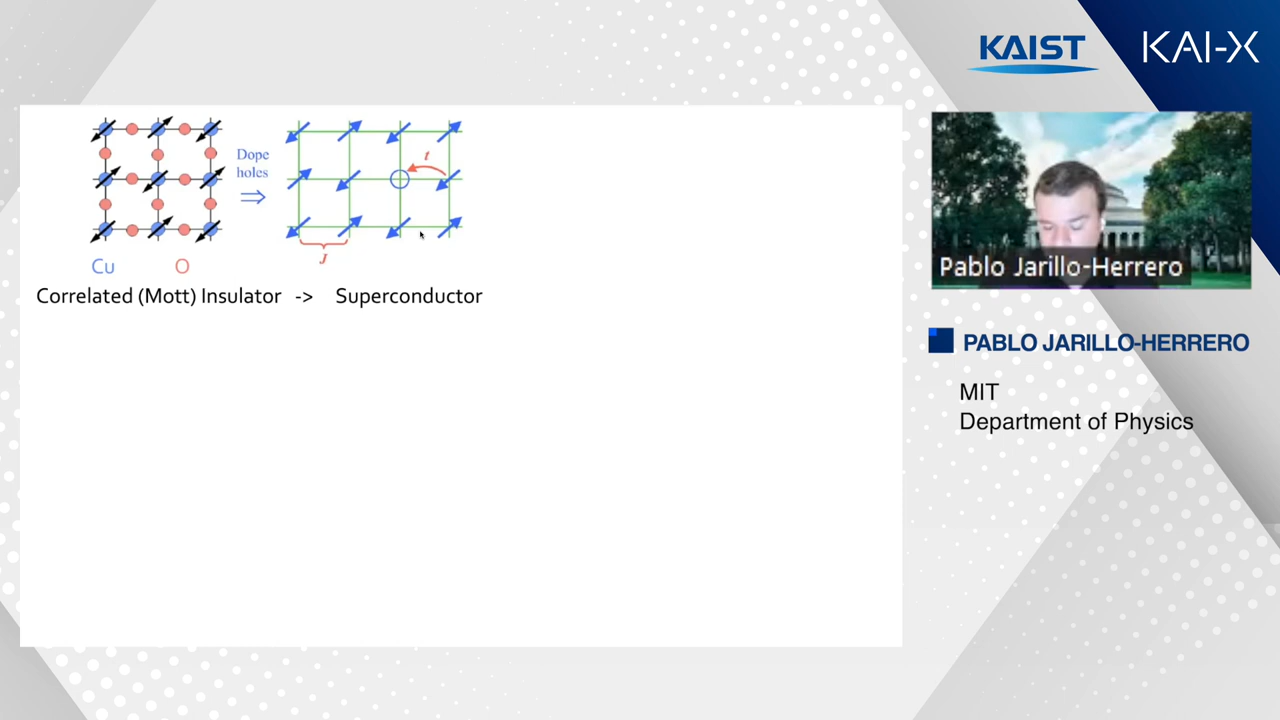 KAIST
KAI-X
Dope
holes
⇒
t
J
Cu
O
Correlated (Mott) Insulator -> Superconductor
Pablo Jarillo-Herrero
PABLO JARILLO-HERRERO
MIT
Department of Physics